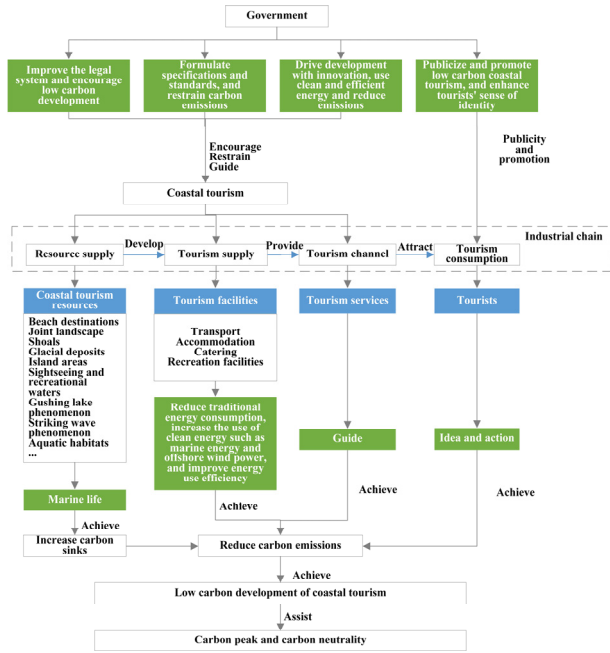 Government
Improve the legal
system and encourage
low carbon
development
Formulate
specifications and
standards, and
restrain carbon
emissions
Drive development
with innovation, use
clean and efficient
energy and reduce
emissions
Publicize and promote
low carbon coastal
tourism, and enhance
tourists' sense of
identity
Encourage
Restrain
Guide
Publicity
and
promotion
Coastal tourism
Industrial chain
Resource supply
Develop
Tourism supply
Provide
Tourism channel
Attract
Tourism
consumption
Coastal tourism
resources
Beach destinations
Joint landscape
Shoals
Glacial deposits
Island areas
Sightseeing and
recreational
waters
Gushing lake
phenomenon
Striking wave
phenomenon
Aquatic habitats
...
Tourism facilities
Transport
Accommodation
Catering
Recreation facilities
Tourism services
Tourists
Reduce traditional
energy consumption,
increase the use of
clean energy such as
marine energy and
offshore wind power,
and improve energy
use efficiency
Guide
Idea and action
Marine life
Achieve
Achieve
Achieve
Achieve
Increase carbon
sinks
Reduce carbon emissions
Achieve
Low carbon development of coastal tourism
Assist
Carbon peak and carbon neutrality